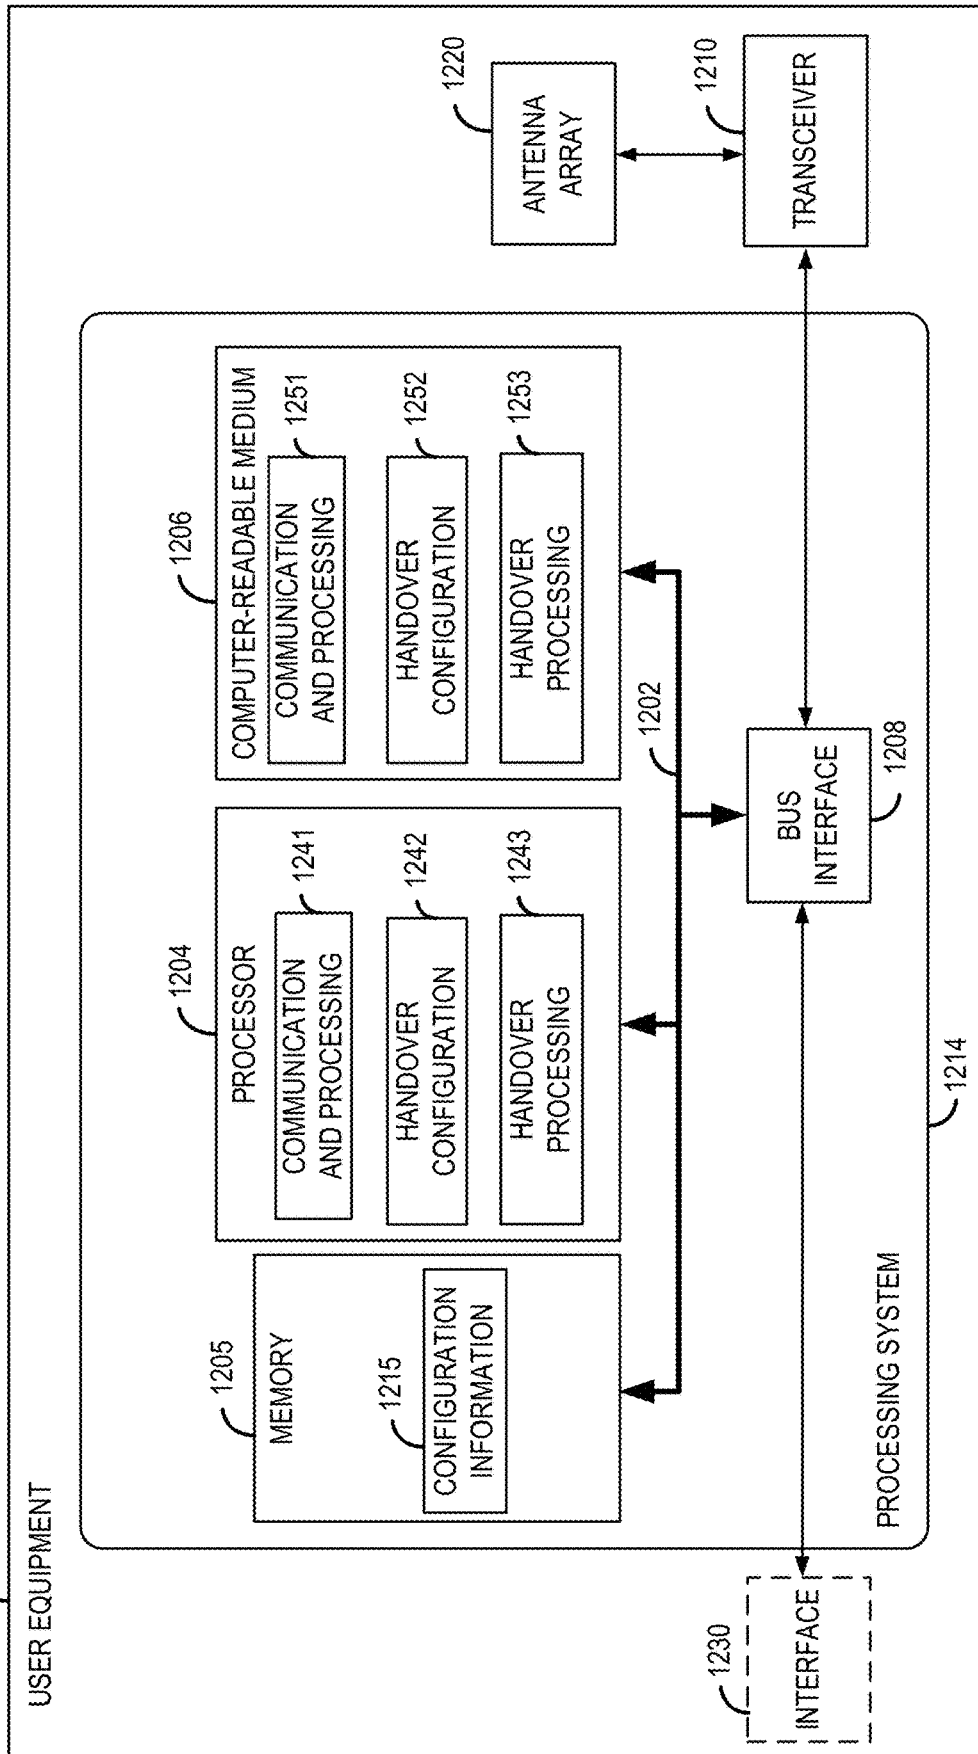 USER EQUIPMENT
1205
MEMORY
1215
CONFIGURATION
INFORMATION
1204
PROCESSOR
1241
COMMUNICATION
AND PROCESSING
1242
HANDOVER
CONFIGURATION
1243
HANDOVER
PROCESSING
1206
COMPUTER-READABLE MEDIUM
1251
COMMUNICATION
AND PROCESSING
1252
HANDOVER
CONFIGURATION
1253
HANDOVER
PROCESSING
1220
ANTENNA
ARRAY
1202
1230
INTERFACE
BUS
INTERFACE
1208
1210
TRANSCEIVER
PROCESSING SYSTEM
1214